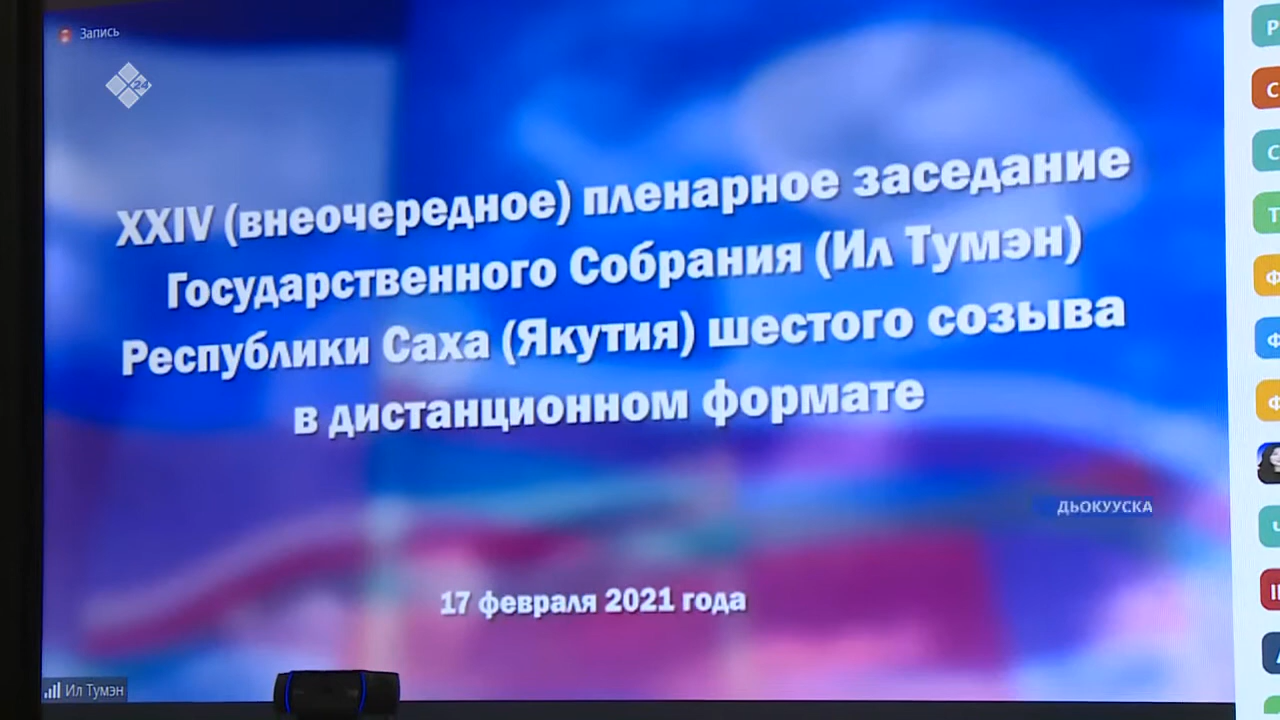 Запись
Р
С
24
С
XXIV (внеочередное) пленарное заседание
Государственного Собрания (Ил Тумэн)
Республики Саха (Якутия) шестого созыва
в дистанционном формате
Т
Ф
Ф
Ф
ДЬОКУУСКА
Ч
17 февраля 2021 года
Ил Тумэн